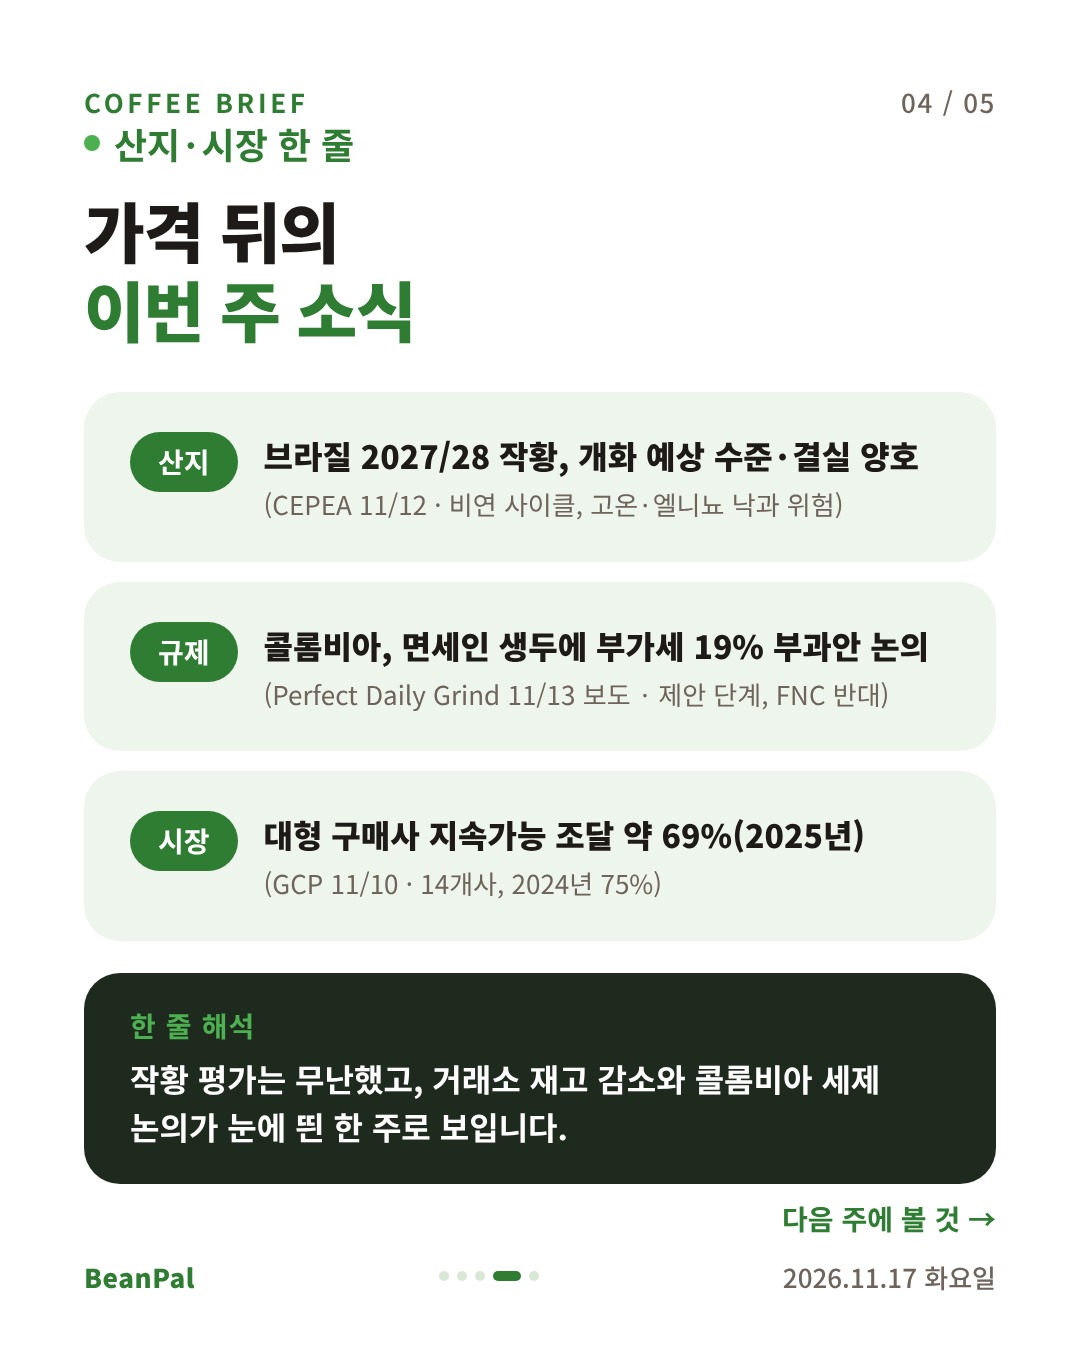 COFFEE BRIEF
04 / 05
산지·시장 한 줄
가격 뒤의
이번 주 소식
산지
브라질 2027/28 작황, 개화 예상 수준·결실 양호
(CEPEA 11/12 · 비연 사이클, 고온·엘니뇨 낙과 위험)
규제
콜롬비아, 면세인 생두에 부가세 19% 부과안 논의
(Perfect Daily Grind 11/13 보도 · 제안 단계, FNC 반대)
시장
대형 구매사 지속가능 조달 약 69%(2025년)
(GCP 11/10 · 14개사, 2024년 75%)
한 줄 해석
작황 평가는 무난했고, 거래소 재고 감소와 콜롬비아 세제
논의가 눈에 띈 한 주로 보입니다.
다음 주에 볼 것 →
BeanPal
2026.11.17 화요일